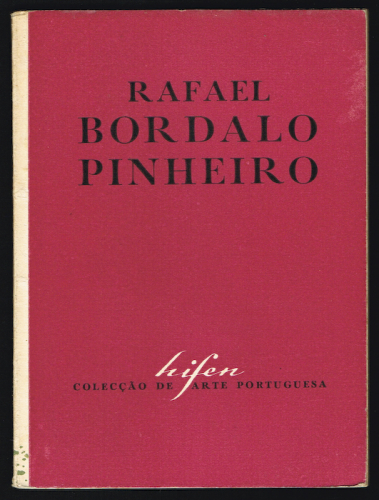 RAFAEL
BORDALO
PINHEIRO
hifen
COLECÇÃO DE ARTE PORTUGUESA